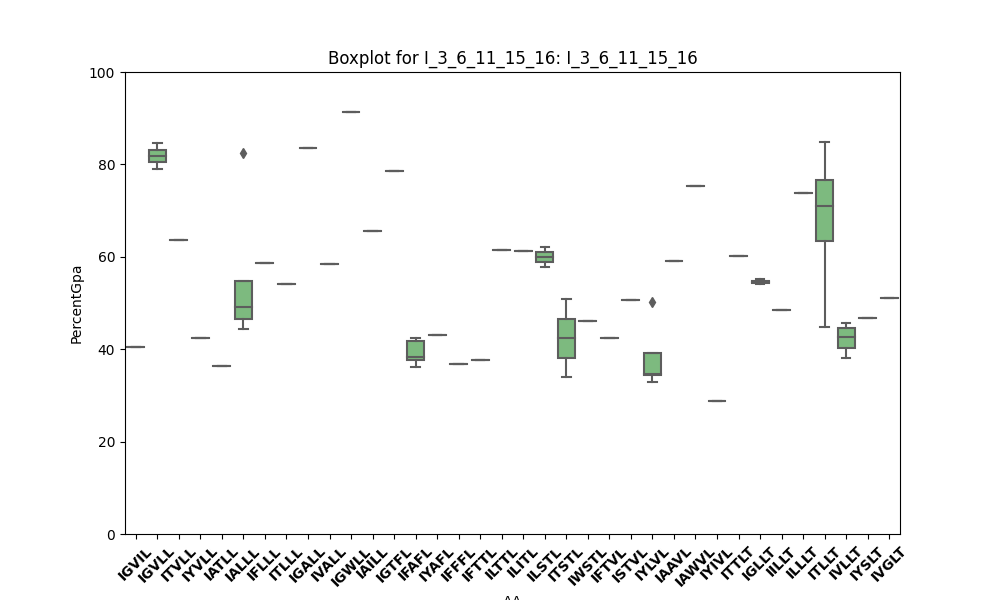 Boxplot for I_3_6_11_15_16: I_3_6_11_15_16
100
80
60
40
20
0
PercentGpa
IGVIL
IGVLL
ITVLL
IYVLL
IATLL
IALLL
IFLLL
ITLLL
IGALL
IVALL
IGWLL
IAILL
IGTFL
IFAFL
IYAFL
IFFFL
IFTTL
ILTTL
ILITL
ILSTL
ITSTL
IWSTL
IFTVL
ISTVL
IYLVL
IAAVL
IAWVL
IYIVL
ITTLT
IGLLT
IILLT
ILLLT
ITLLT
IVLLT
IYSLT
IVGLT